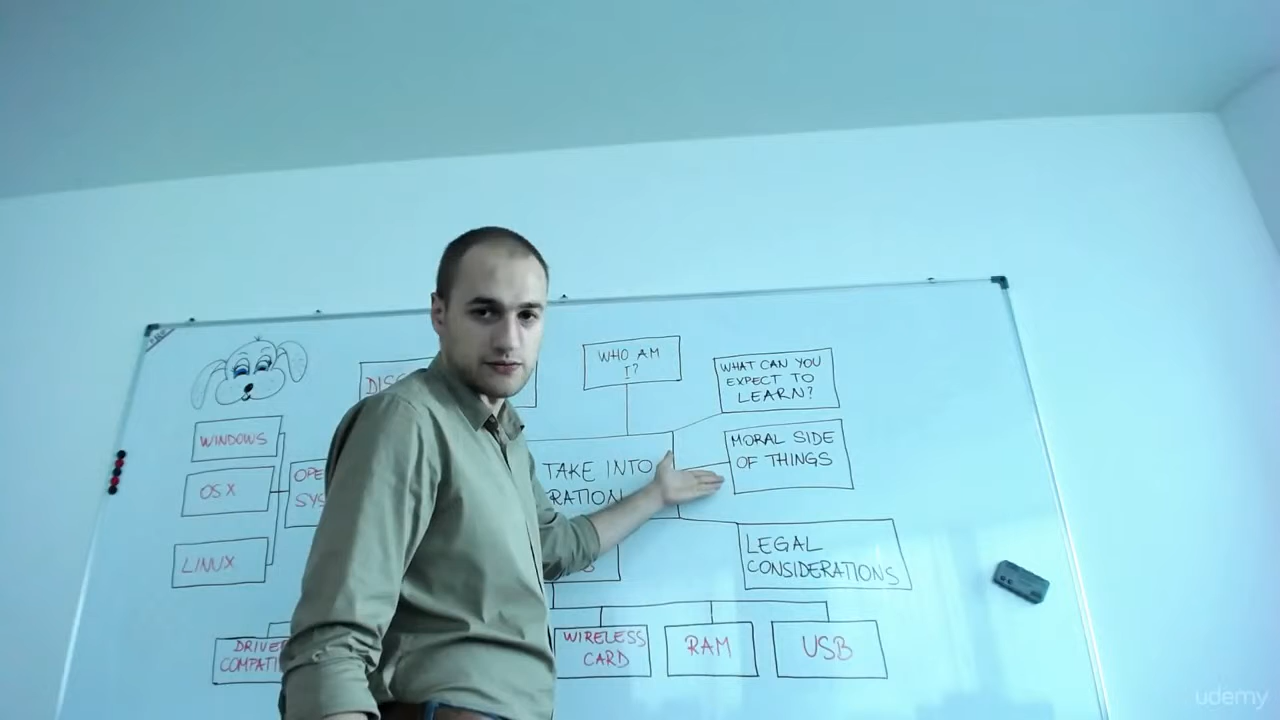 WHO AM
I?
WHAT CAN YOU
EXPECT TO
LEARN?
WINDOWS
MORAL SIDE
OF THINGS
TAKE INTO
OSX
LEGAL
CONSIDERATIONS
LINUX
WIRELESS
CARD
RAM
USB
udemy